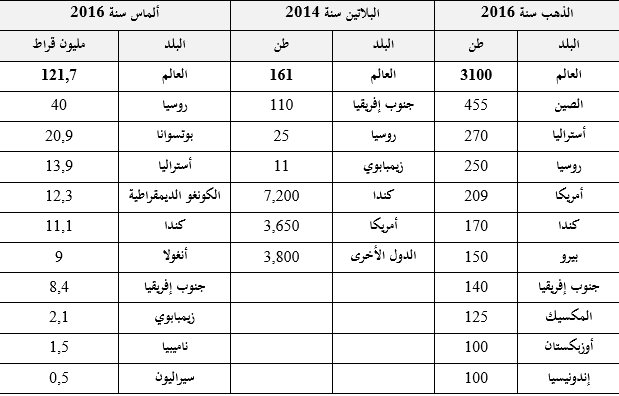 الذهب سنة 2016 البلاتين سنة 2014 ألماس سنة 2016
البلد طن البلد طن البلد مليون قراط
العالم 3100 العالم 161 العالم 121,7
الصين 455 جنوب إفريقيا 110 روسيا 40
أستراليا 270 روسيا 25 بوتسوانا 20,9
روسيا 250 زيمبابوي 11 أستراليا 13,9
أمريكا 209 كندا 7,200 الكونغو الديمقراطية 12,3
كندا 170 أمريكا 3,650 كندا 11,1
بيرو 150 الدول الأخرى 3,800 أنغولا 9
جنوب إفريقيا 140 جنوب إفريقيا 8,4
المكسيك 125 زيمبابوي 2,1
أوزبكستان 100 ناميبيا 1,5
إندونيسيا 100 سيراليون 0,5